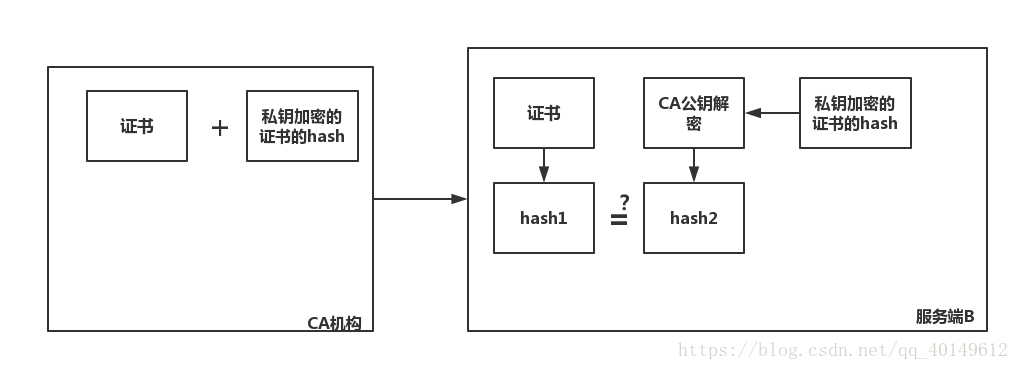 证书
+
私钥加密的
证书的hash
CA机构
证书
CA公钥解
密
私钥加密的
证书的hash
hash1
?
=
hash2
服务端B
https://blog.csdn.net/qq_40149612